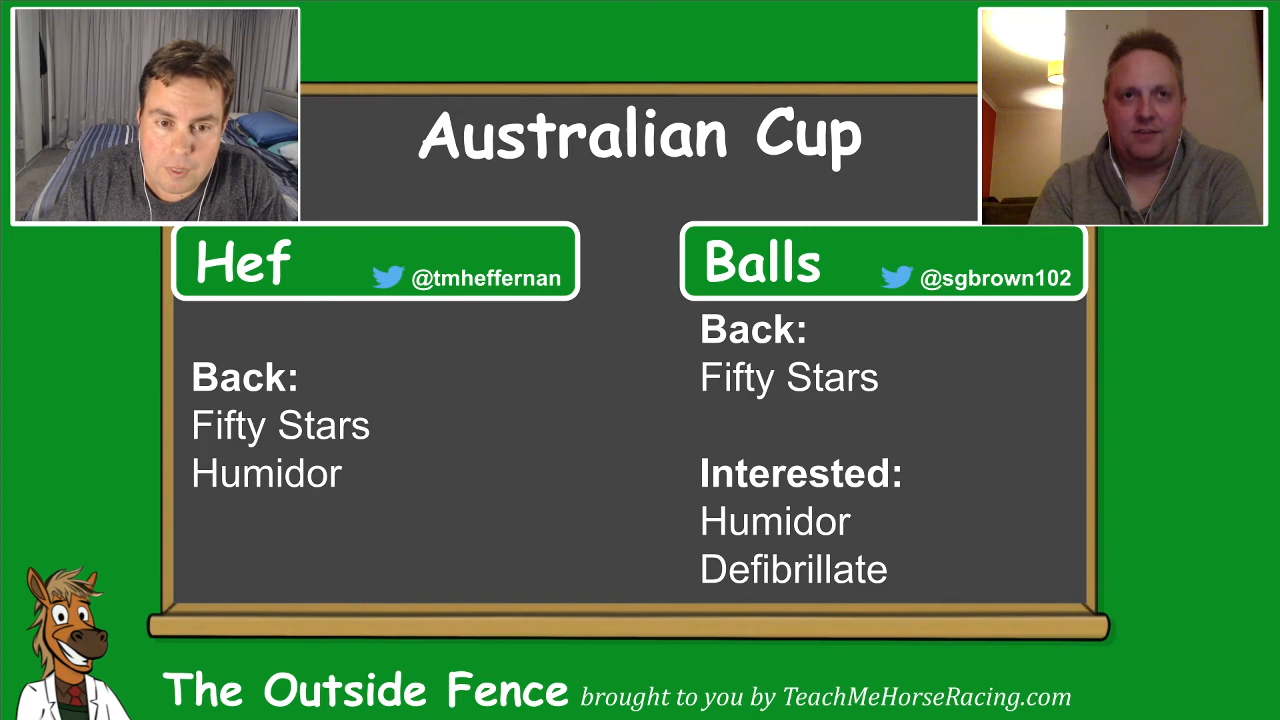 Australian Cup
Hef
@tmheffernan
Back:
Fifty Stars
Humidor
Balls
@sgbrown102
Back:
Fifty Stars
Interested:
Humidor
Defibrillate
The Outside Fence brought to you by TeachMeHorseRacing.com